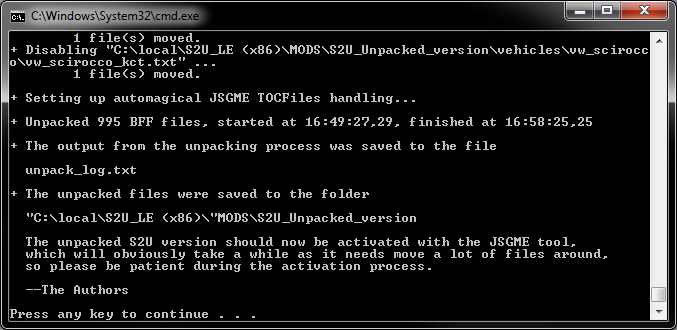 C:\Windows\System32\cmd.exe
1 file(s) moved.
+ Disabling "C:\local\S2U_LE (x86)\MODS\S2U_Unpacked_version\vehicles\vw_scirocc
o\vw_scirocco_kct.txt" ...
1 file(s) moved.
+ Setting up automagical JSGME TOCFiles handling...
+ Unpacked 995 BFF files, started at 16:49:27,29, finished at 16:58:25,25
+ The output from the unpacking process was saved to the file
unpack_log.txt
+ The unpacked files were saved to the folder
"C:\local\S2U_LE (x86)\"MODS\S2U_Unpacked_version
The unpacked S2U version should now be activated with the JSGME tool,
which will obviously take a while as it needs move a lot of files around,
so please be patient during the activation process.
--The Authors
Press any key to continue . . .